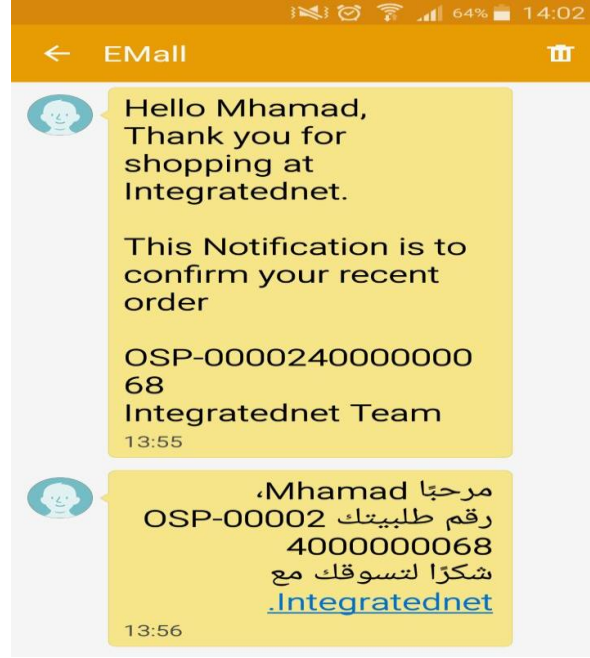 64% 14:02
EMall
Hello Mhamad,
Thank you for
shopping at
Integratednet.
This Notification is to
confirm your recent
order
OSP-0000240000000
68
Integratednet Team
13:55
مرحبًا Mhamad،
رقم طلبيتك OSP-00002
4000000068
شكرًا لتسوقك مع
Integratednet.
13:56